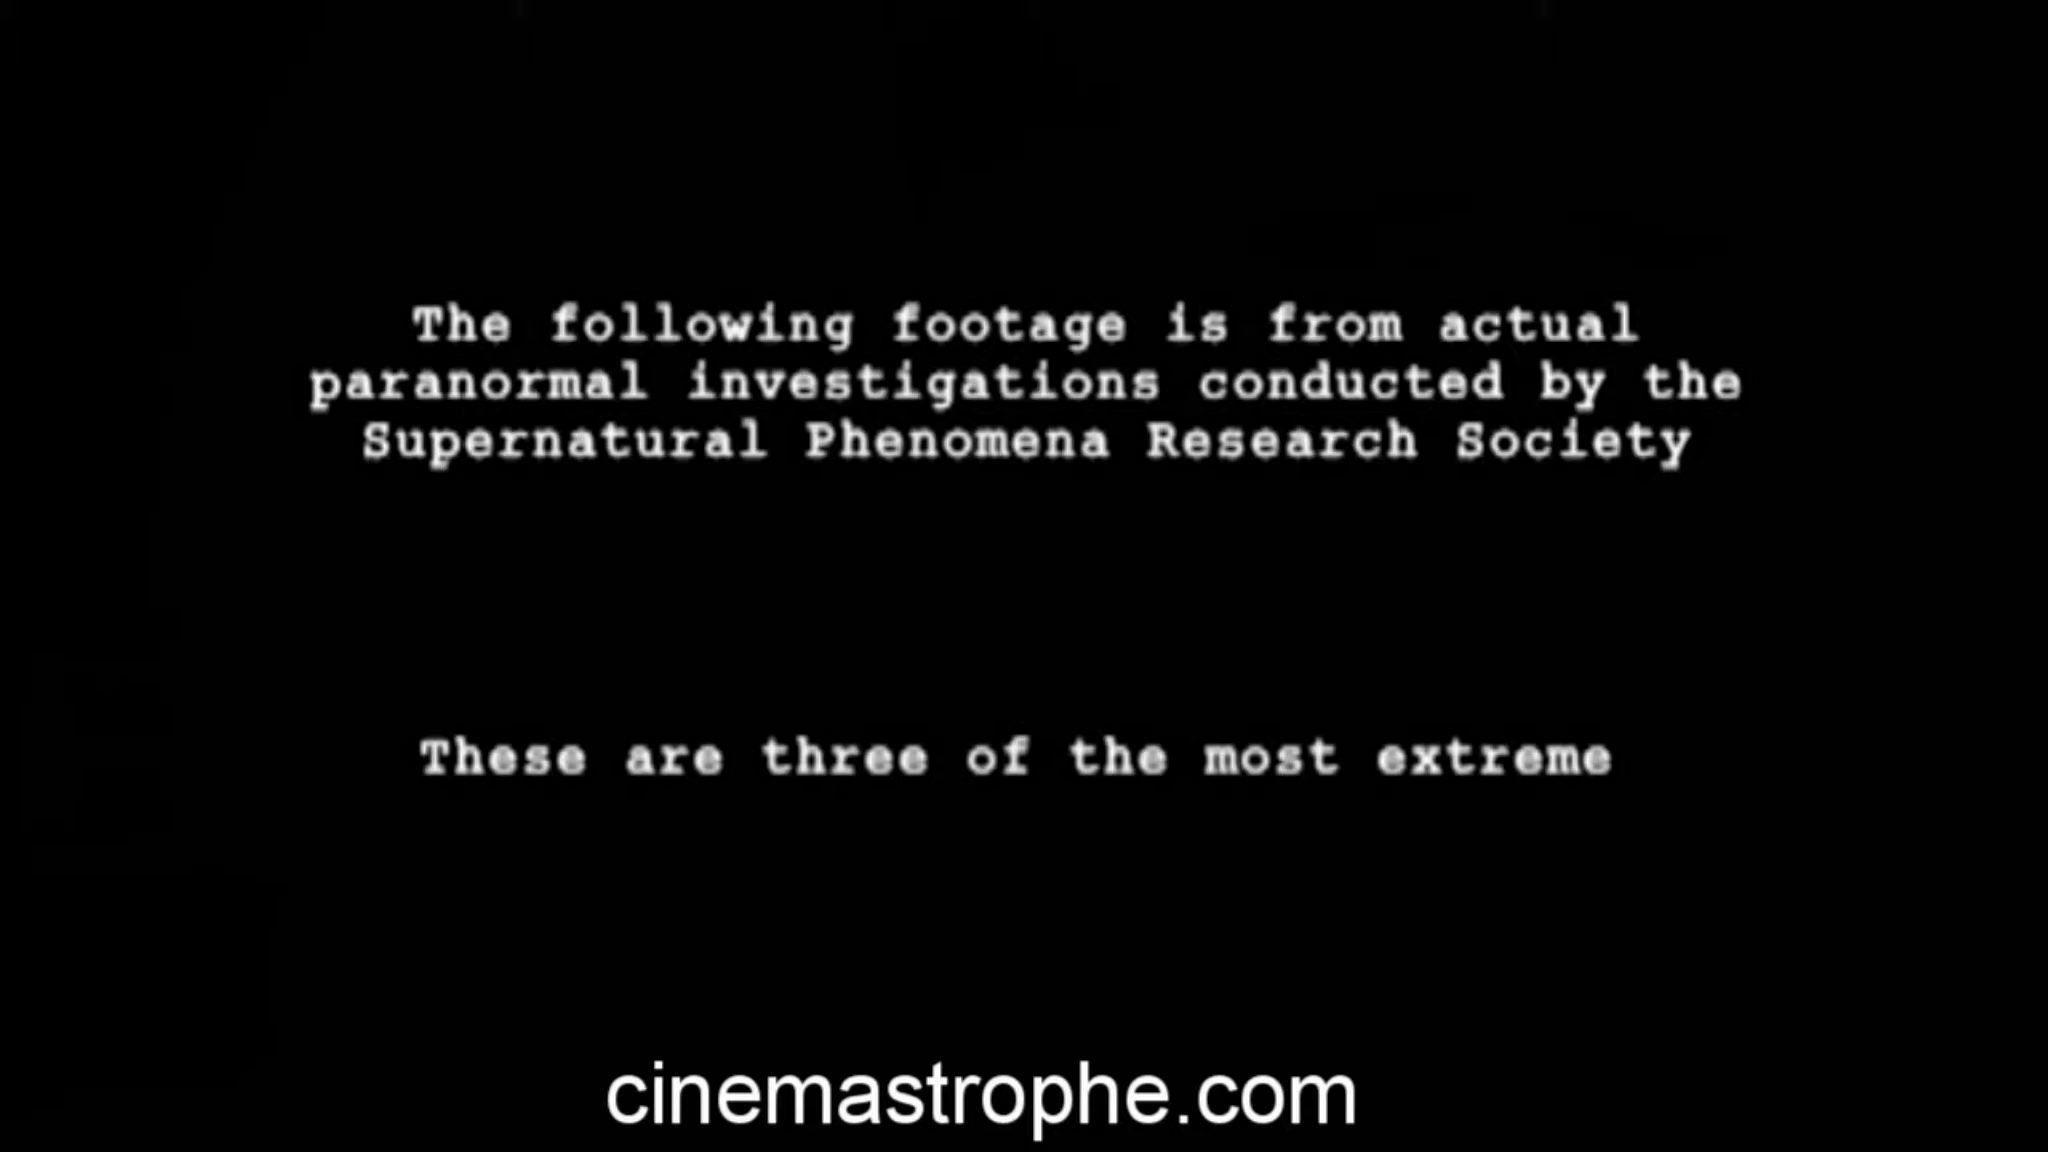 The following footage is from actual
paranormal investigations conducted by the
Supernatural Phenomena Research Society
These are three of the most extreme
cinemastrophe.com